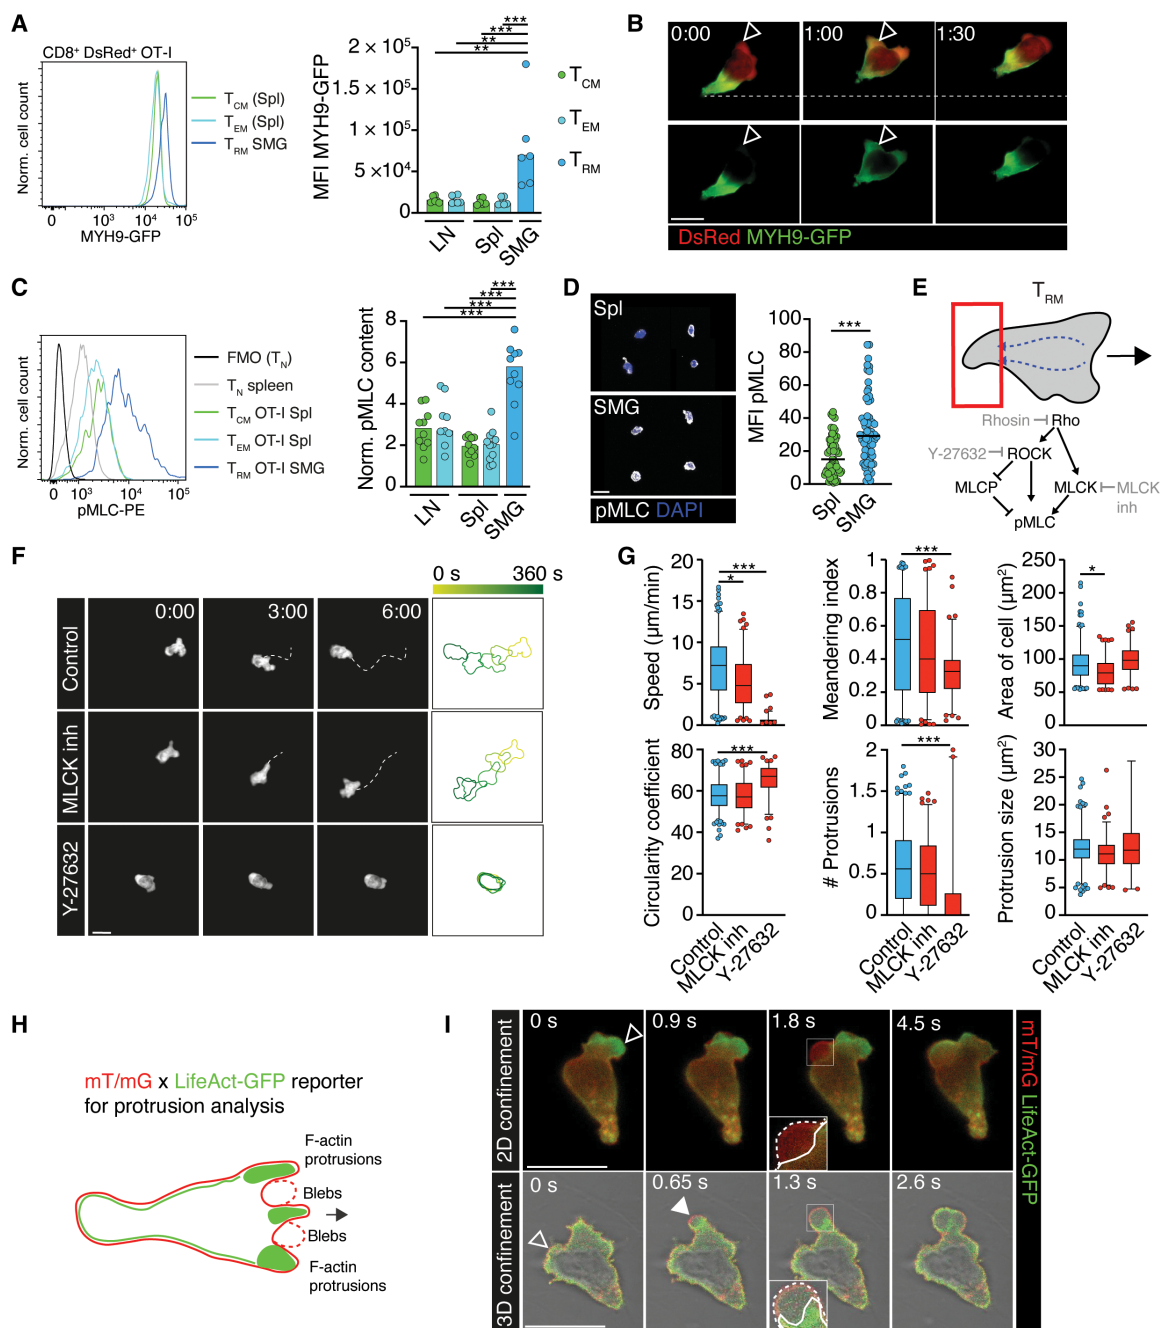 A
CD8⁺ DsRed⁺ OT-I
Norm. cell count
0
10³
10⁴
10⁵
MYH9-GFP
T_CM (Spl)
T_EM (Spl)
T_RM SMG
MFI MYH9-GFP
2 × 10⁵
1.5 × 10⁵
1 × 10⁵
5×10⁴
0
***
***
**
**
LN
Spl
SMG
T_CM
T_EM
T_RM
B
0:00
1:00
1:30
DsRed MYH9-GFP
C
Norm. cell count
0
10³
10⁴
10⁵
pMLC-PE
FMO (T_N)
T_N spleen
T_CM OT-I Spl
T_EM OT-I Spl
T_RM OT-I SMG
Norm. pMLC content
8
6
4
2
0
***
***
***
***
LN
Spl
SMG
D
Spl
SMG
pMLC DAPI
MFI pMLC
100
80
60
40
20
0
***
Spl
SMG
E
T_RM
Rhosin
Rho
Y-27632
ROCK
MLCP
MLCK
MLCK
inh
pMLC
F
0 s
360 s
0:00
3:00
6:00
Control
MLCK inh
Y-27632
G
Speed (µm/min)
20
15
10
5
0
***
*
Meandering index
1
0.8
0.6
0.4
0.2
0
***
Area of cell (µm²)
250
200
150
100
50
0
*
Circularity coefficient
80
60
40
20
0
***
Control
MLCK inh
Y-27632
# Protrusions
2
1.5
1
0.5
0
***
Control
MLCK inh
Y-27632
Protrusion size (µm²)
30
25
20
15
10
5
0
Control
MLCK inh
Y-27632
H
mT/mG x LifeAct-GFP reporter
for protrusion analysis
F-actin
protrusions
Blebs
Blebs
F-actin
protrusions
I
2D confinement
0 s
0.9 s
1.8 s
4.5 s
3D confinement
0 s
0.65 s
1.3 s
2.6 s
mT/mG LifeAct-GFP